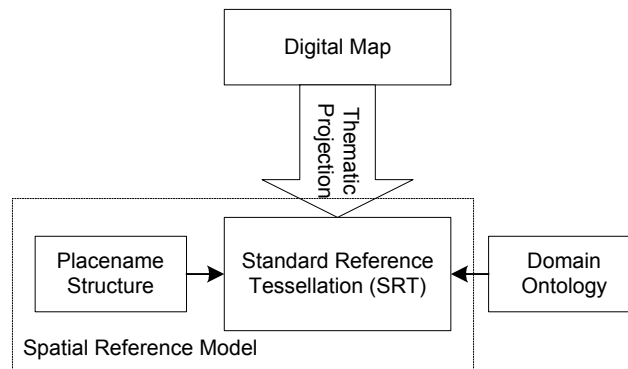 Digital Map
Thematic
Projection
Placename
Structure
Standard Reference
Tessellation (SRT)
Domain
Ontology
Spatial Reference Model